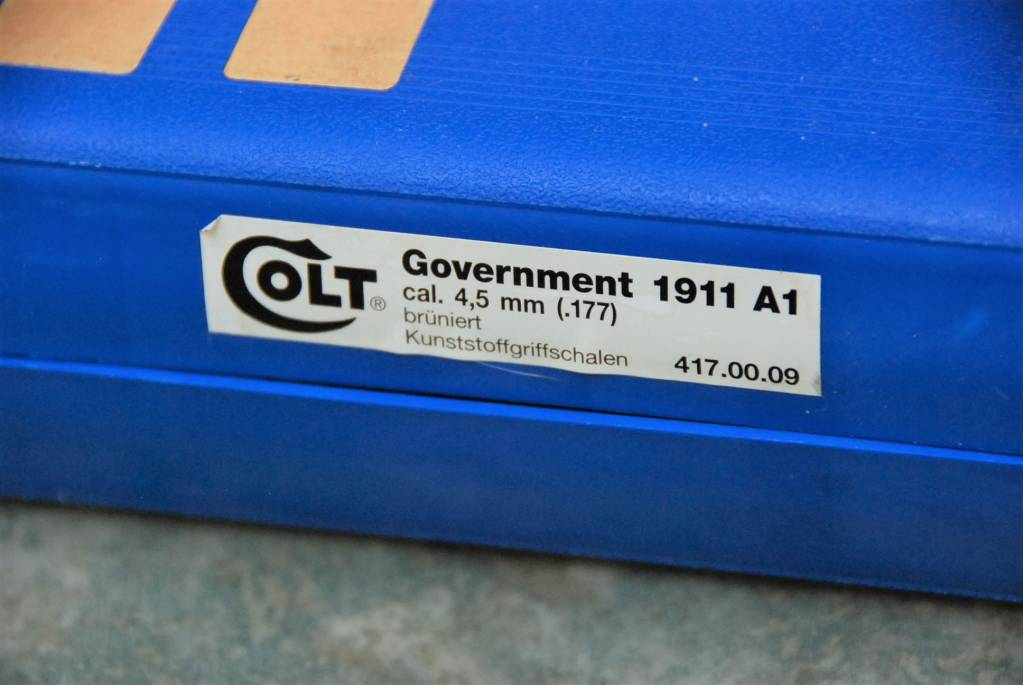 COLT®
Government 1911 A1
cal. 4,5 mm (.177)
brüniert
Kunststoffgriffschalen 417.00.09